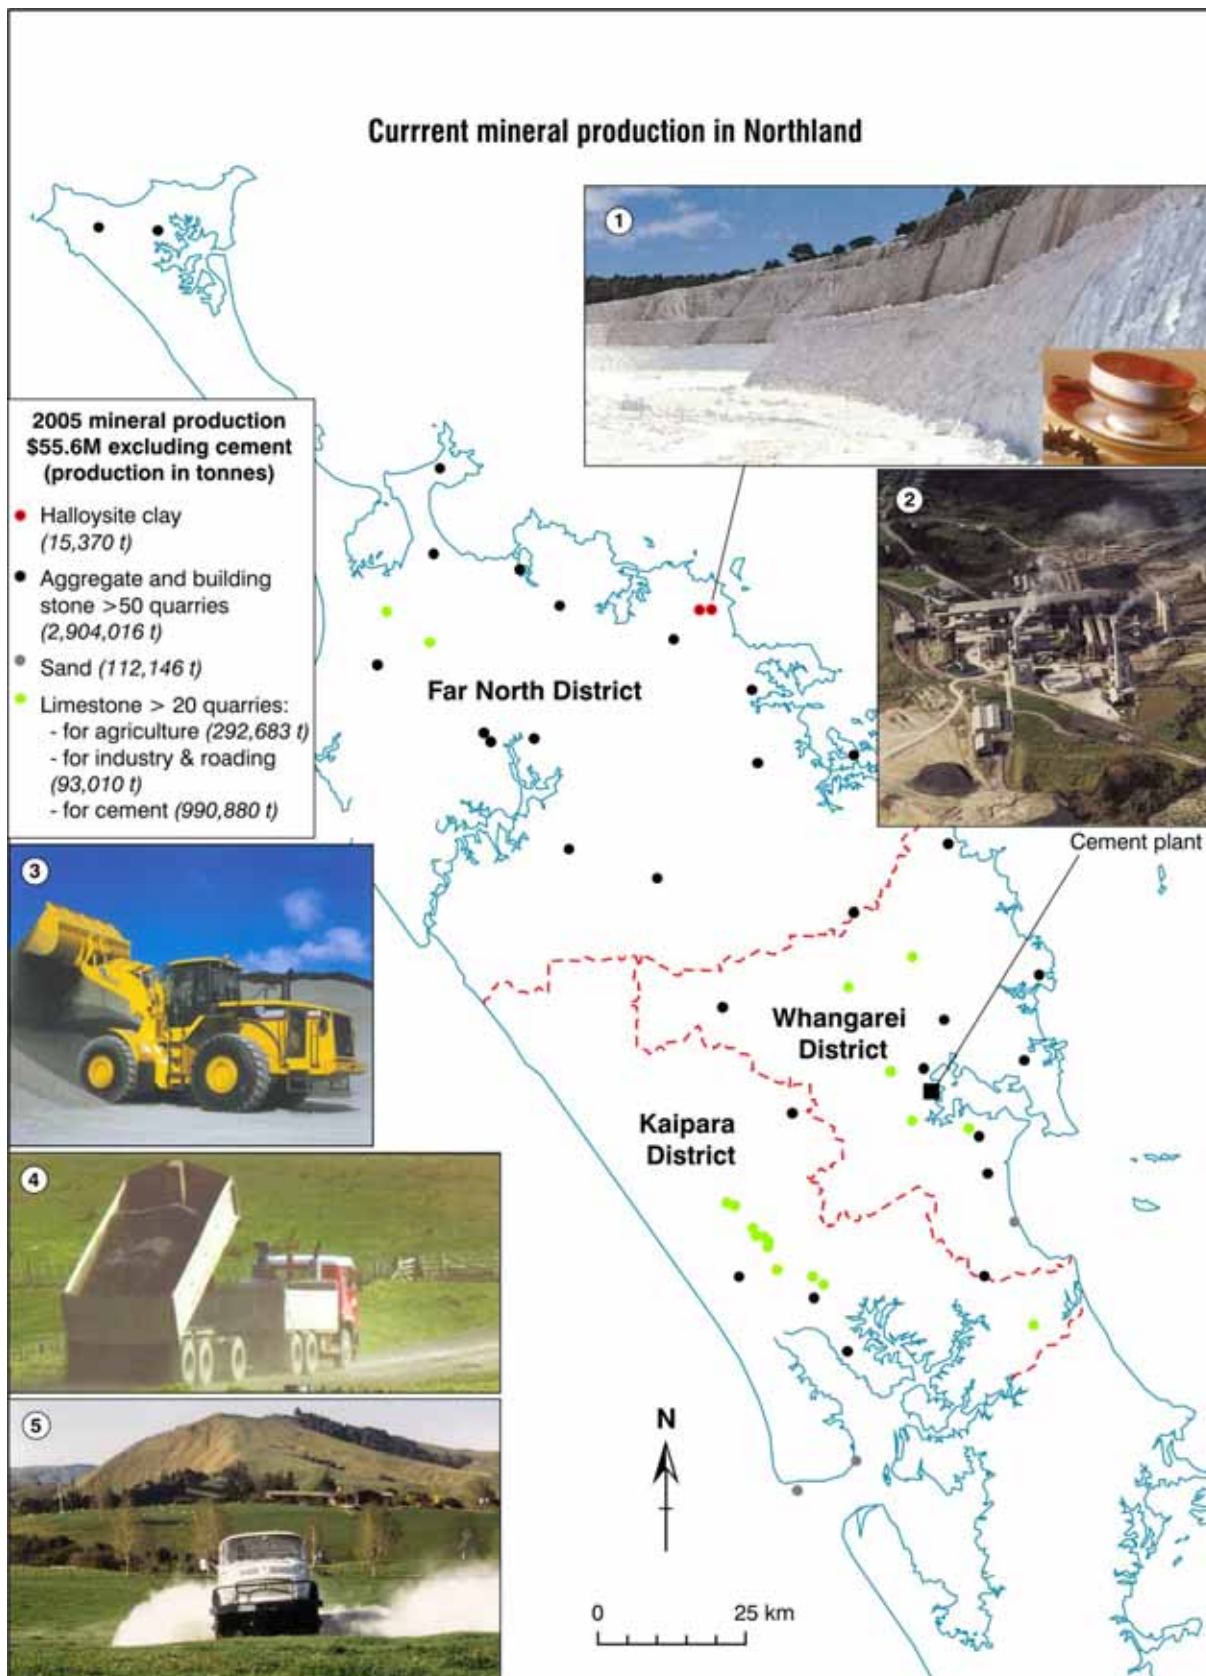 Currrent mineral production in Northland
1
2005 mineral production
$55.6M excluding cement
(production in tonnes)
Halloysite clay
(15,370 t)
Aggregate and building
stone >50 quarries
(2,904,016 t)
Sand (112,146 t)
Limestone > 20 quarries:
- for agriculture (292,683 t)
- for industry & roading
(93,010 t)
- for cement (990,880 t)
2
Far North District
Cement plant
3
Whangarei
District
Kaipara
District
4
5
N
0 25 km